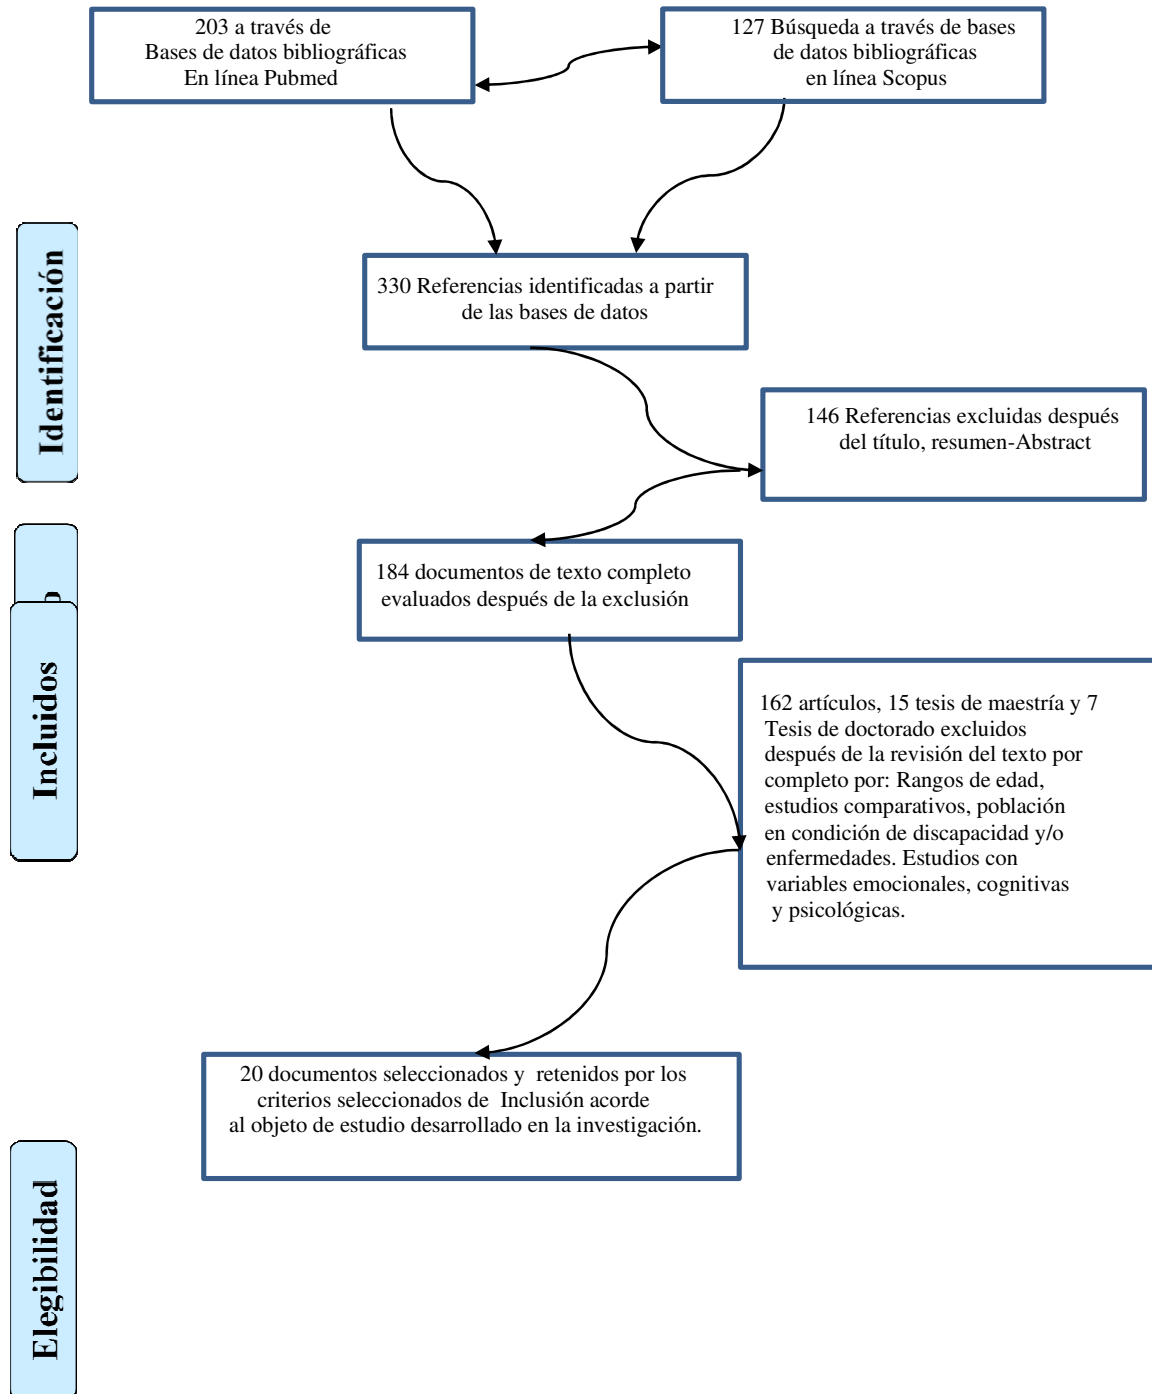 203 a través de
Bases de datos bibliográficas
En línea Pubmed
127 Búsqueda a través de bases
de datos bibliográficas
en línea Scopus
Identificación
330 Referencias identificadas a partir
de las bases de datos
146 Referencias excluidas después
del título, resumen-Abstract
184 documentos de texto completo
evaluados después de la exclusión
Incluidos
162 artículos, 15 tesis de maestría y 7
Tesis de doctorado excluidos
después de la revisión del texto por
completo por: Rangos de edad,
estudios comparativos, población
en condición de discapacidad y/o
enfermedades. Estudios con
variables emocionales, cognitivas
y psicológicas.
20 documentos seleccionados y retenidos por los
criterios seleccionados de Inclusión acorde
al objeto de estudio desarrollado en la investigación.
Elegibilidad